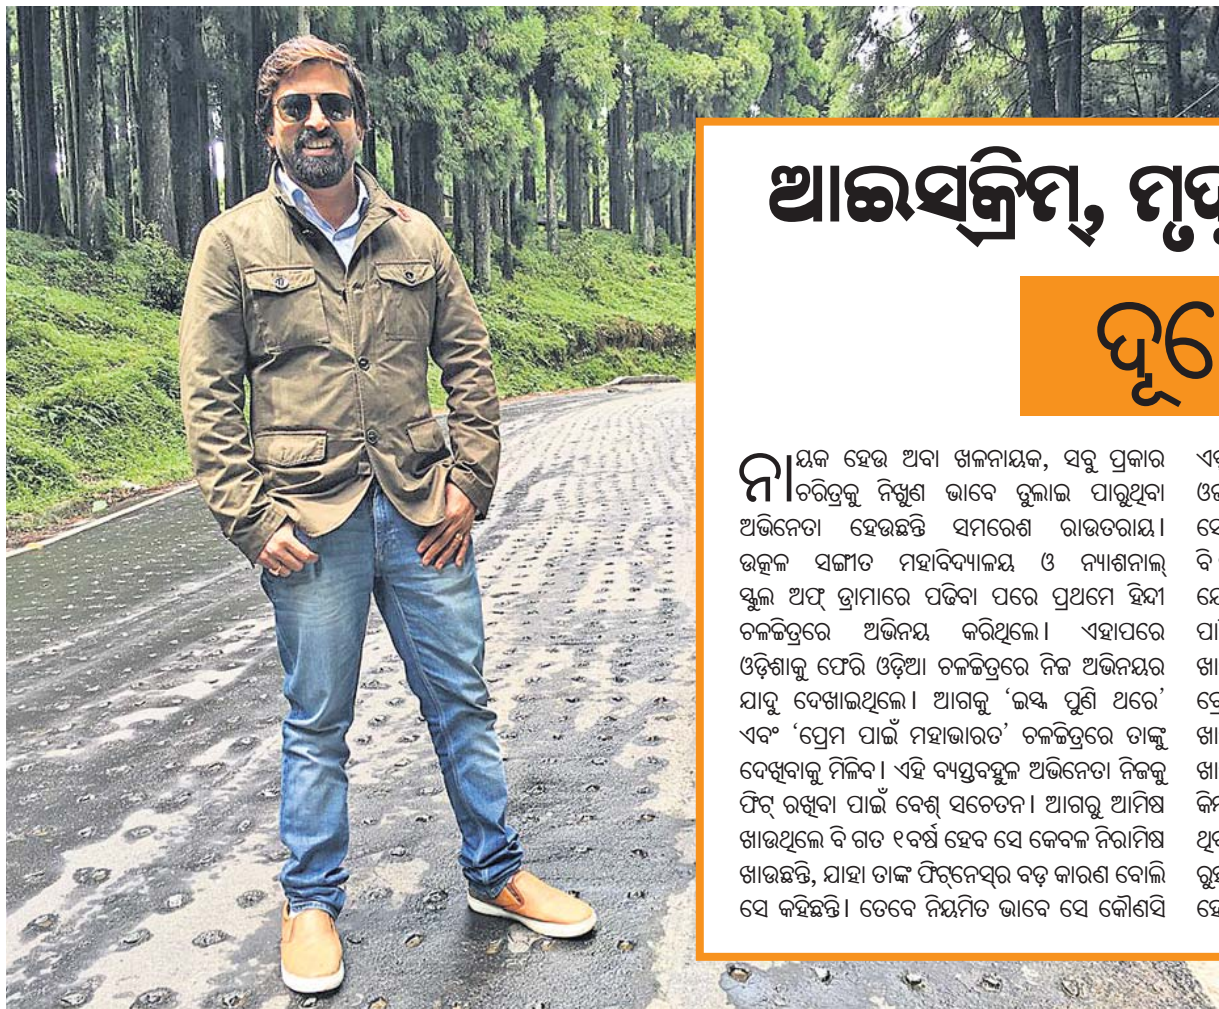 ଆଇସକ୍ରିମ୍,
ନାୟକ ହେଉ ଅବା ଖଳନାୟକ, ସବୁ ପ୍ରକାର
ଚରିତ୍ରକୁ ନିଖୁଣ ଭାବେ ତୁଲାଇ ପାରୁଥିବା
ଅଭିନେତା ହେଉଛନ୍ତି ସମରେଶ ରାଉତରାୟ।
ଉତ୍କଳ ସଙ୍ଗୀତ ମହାବିଦ୍ୟାଳୟ ଓ ନ୍ୟାଶନାଲ୍
ସ୍କୁଲ ଅଫ୍ ଡ୍ରାମାରେ ପଢିବା ପରେ ପ୍ରଥମେ ହିନ୍ଦୀ
ଚଳଚ୍ଚିତ୍ରରେ ଅଭିନୟ କରିଥିଲେ। ଏହାପରେ
ଓଡ଼ିଶାକୁ ଫେରି ଓଡ଼ିଆ ଚଳଚ୍ଚିତ୍ରରେ ନିଜ ଅଭିନୟର
ଯାଦୁ ଦେଖାଇଥିଲେ। ଆଗକୁ ‘ଇସ୍କ ପୁଣି ଥରେ’
ଏବଂ ‘ପ୍ରେମ ପାଇଁ ମହାଭାରତ’ ଚଳଚ୍ଚିତ୍ରରେ ତାଙ୍କୁ
ଦେଖିବାକୁ ମିଳିବ। ଏହି ବ୍ୟସ୍ତବହୁଳ ଅଭିନେତା ନିଜକୁ
ଫିଟ୍ ରଖିବା ପାଇଁ ବେଶ୍ ସଚେତନ। ଆଗରୁ ଆମିଷ
ଖାଉଥିଲେ ବି ଗତ ୧ବର୍ଷ ହେବ ସେ କେବଳ ନିରାମିଷ
ଖାଉଛନ୍ତି, ଯାହା ତାଙ୍କ ଫିଟ୍‌ନେସ୍‌ର ବଡ଼ କାରଣ ବୋଲି
ସେ କହିଛନ୍ତି। ତେବେ ନିୟମିତ ଭାବେ ସେ କୌଣସି